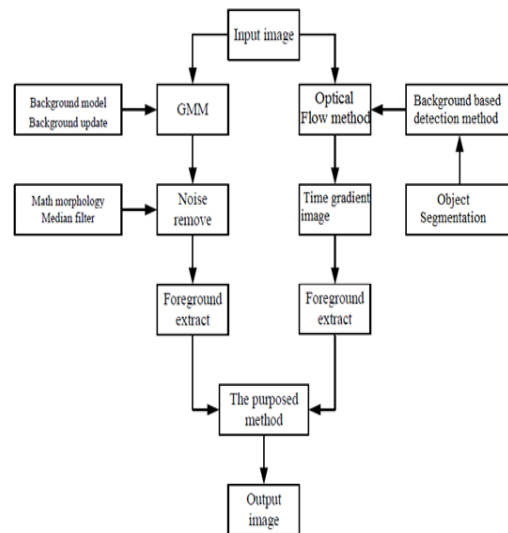 Input image
Background model
Background update
GMM
Optical
Flow method
Background based
detection method
Math morphology
Median filter
Noise
remove
Time gradient
image
Object
Segmentation
Foreground
extract
Foreground
extract
The purposed
method
Output
image